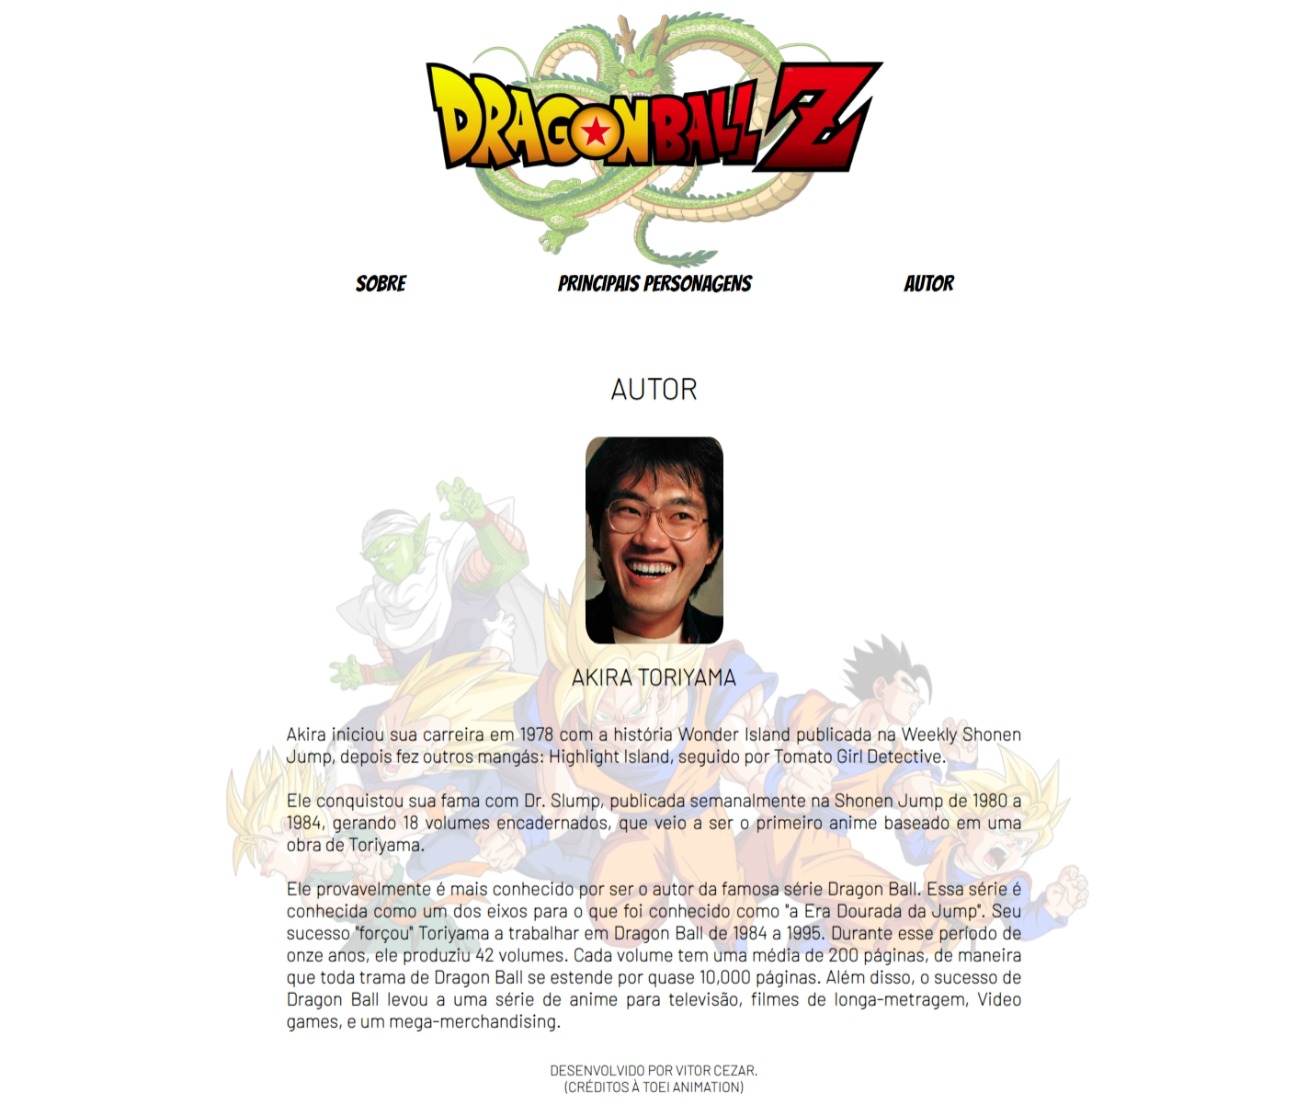 DRAGON BALL Z
SOBRE
PRINCIPAIS PERSONAGENS
AUTOR
AUTOR
AKIRA TORIYAMA
Akira iniciou sua carreira em 1978 com a história Wonder Island publicada na Weekly Shonen
Jump, depois fez outros mangás: Highlight Island, seguido por Tomato Girl Detective.
Ele conquistou sua fama com Dr. Slump, publicada semanalmente na Shonen Jump de 1980 a
1984, gerando 18 volumes encadernados, que veio a ser o primeiro anime baseado em uma
obra de Toriyama.
Ele provavelmente é mais conhecido por ser o autor da famosa série Dragon Ball. Essa série é
conhecida como um dos eixos para o que foi conhecido como "a Era Dourada da Jump". Seu
sucesso "forçou" Toriyama a trabalhar em Dragon Ball de 1984 a 1995. Durante esse período de
onze anos, ele produziu 42 volumes. Cada volume tem uma média de 200 páginas, de maneira
que toda trama de Dragon Ball se estende por quase 10,000 páginas. Além disso, o sucesso de
Dragon Ball levou a uma série de anime para televisão, filmes de longa-metragem, Video
games, e um mega-merchandising.
DESENVOLVIDO POR VITOR CEZAR.
(CRÉDITOS À TOEI ANIMATION)